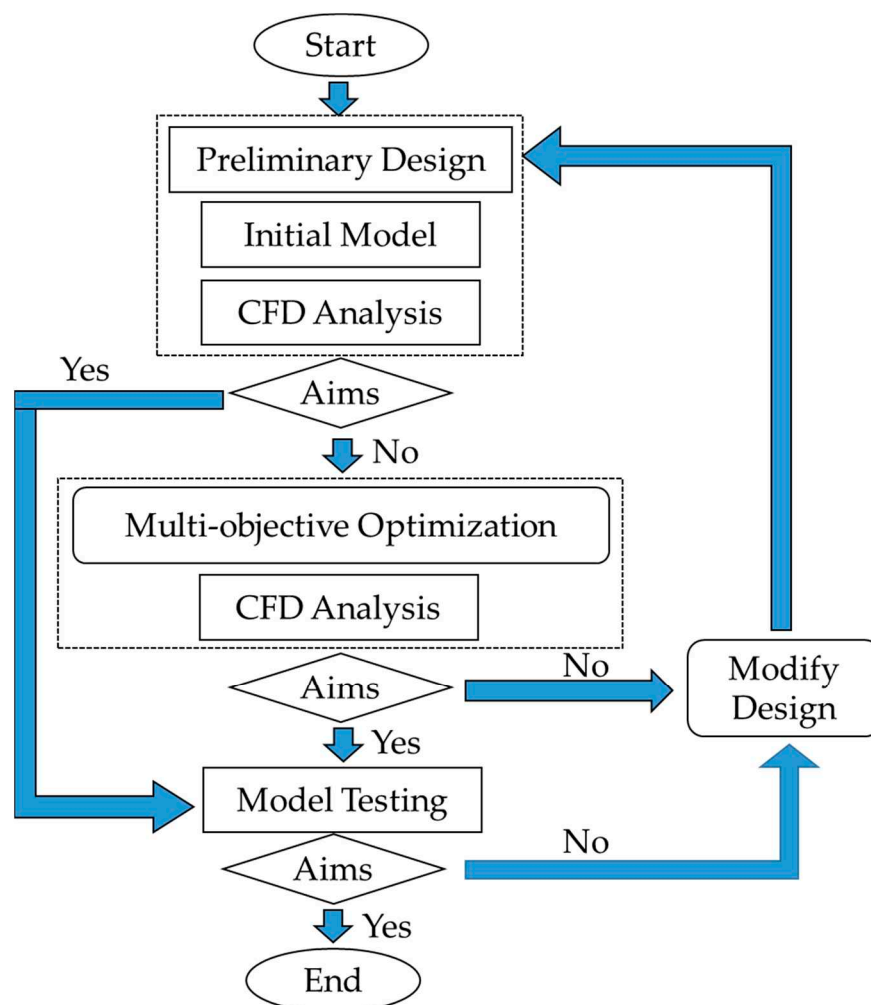 Start
Preliminary Design
Initial Model
CFD Analysis
Yes
Aims
No
Multi-objective Optimization
CFD Analysis
Aims
No
Modify
Design
Yes
Model Testing
Aims
No
Yes
End